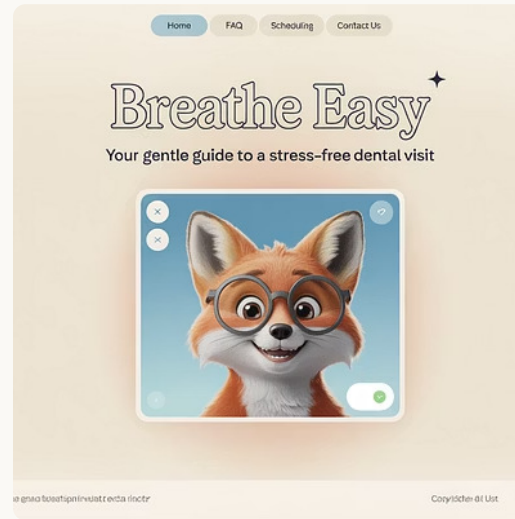 Home FAQ Scheduling Contact Us
Breathe Easy
Your gentle guide to a stress-free dental visit